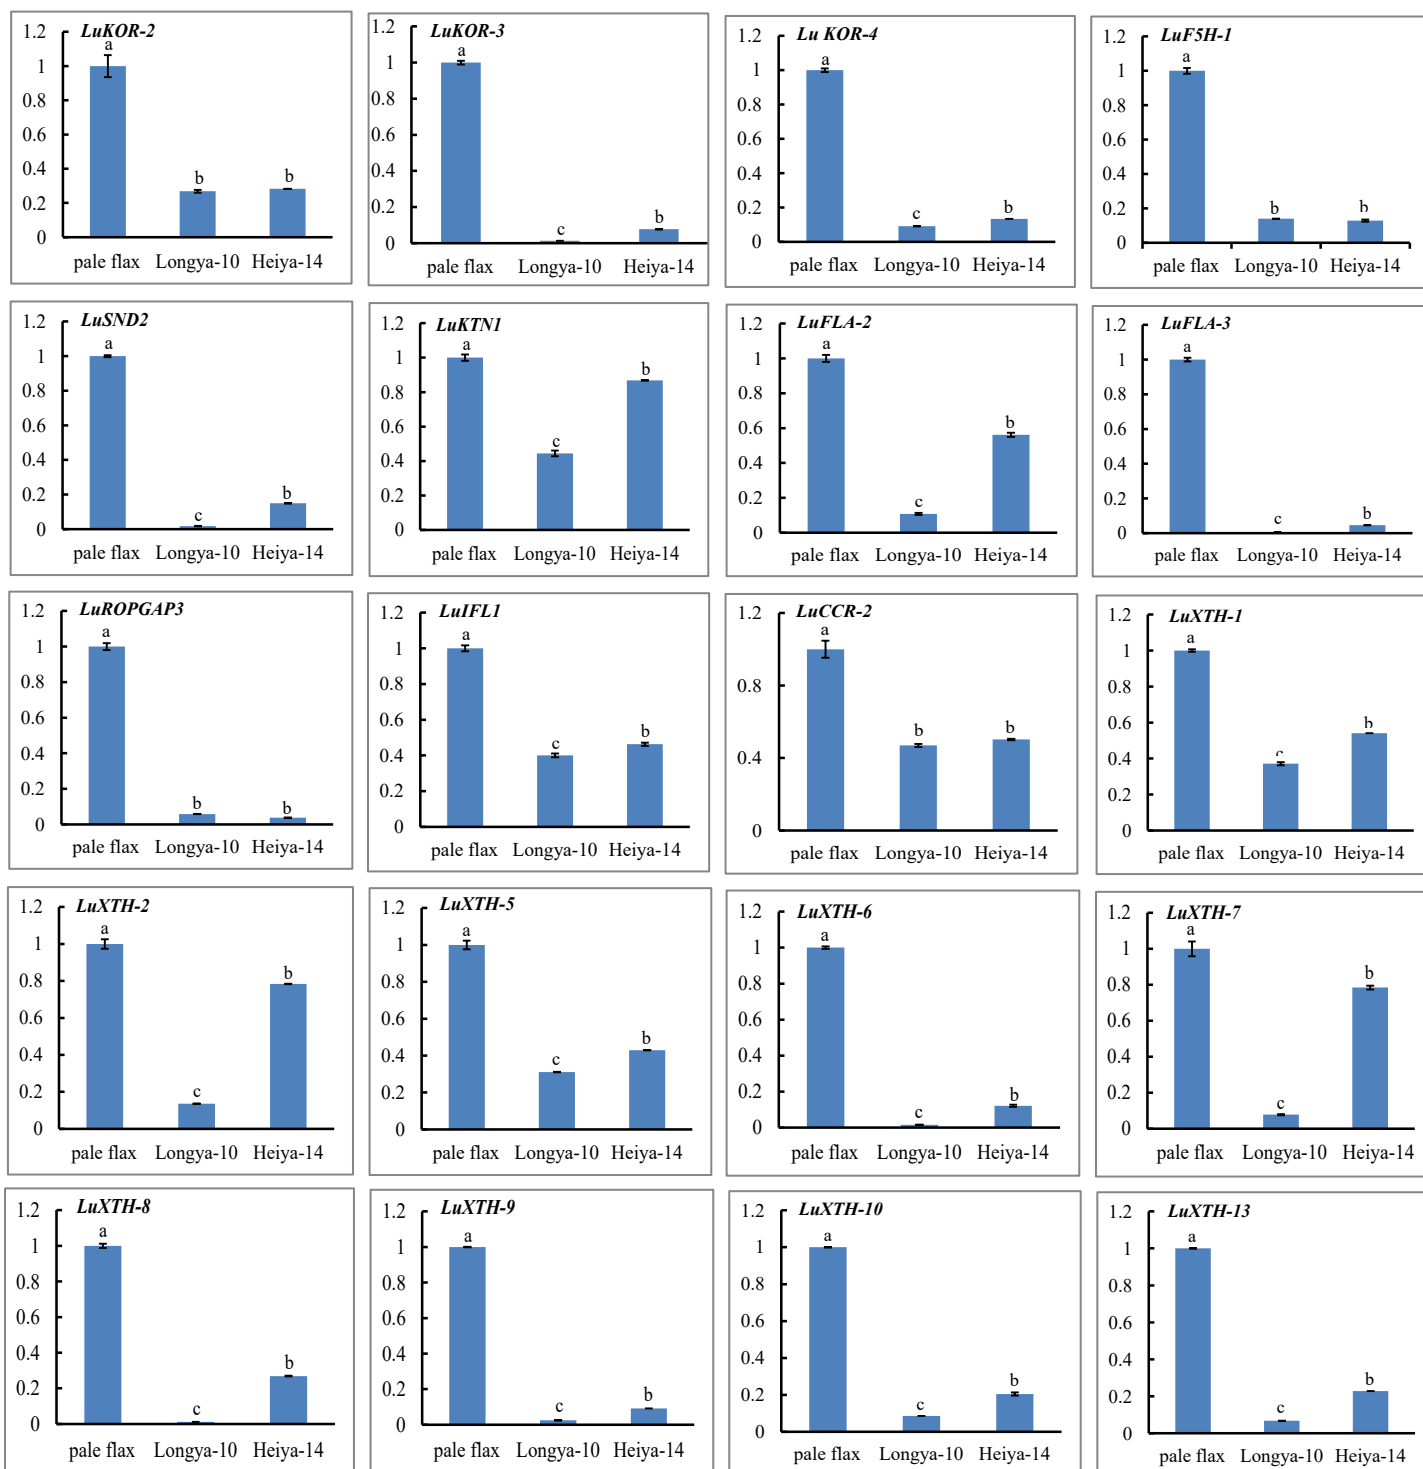 LuKOR-2
1.2
1
0.8
0.6
0.4
0.2
0
a
b
b
pale flax Longya-10 Heiya-14
LuKOR-3
1.2
1
0.8
0.6
0.4
0.2
0
a
c
b
pale flax Longya-10 Heiya-14
Lu KOR-4
1.2
1
0.8
0.6
0.4
0.2
0
a
c
b
pale flax Longya-10 Heiya-14
LuF5H-1
1.2
1
0.8
0.6
0.4
0.2
0
a
b
b
pale flax Longya-10 Heiya-14
LuSND2
1.2
1
0.8
0.6
0.4
0.2
0
a
c
b
pale flax Longya-10 Heiya-14
LuKTN1
1.2
1
0.8
0.6
0.4
0.2
0
a
c
b
pale flax Longya-10 Heiya-14
LuFLA-2
1.2
1
0.8
0.6
0.4
0.2
0
a
c
b
pale flax Longya-10 Heiya-14
LuFLA-3
1.2
1
0.8
0.6
0.4
0.2
0
a
c
b
pale flax Longya-10 Heiya-14
LuROPGAP3
1.2
1
0.8
0.6
0.4
0.2
0
a
b
b
pale flax Longya-10 Heiya-14
LuIFL1
1.2
1
0.8
0.6
0.4
0.2
0
a
c
b
pale flax Longya-10 Heiya-14
LuCCR-2
1.2
0.8
0.4
0
a
b
b
pale flax Longya-10 Heiya-14
LuXTH-1
1.2
1
0.8
0.6
0.4
0.2
0
a
c
b
pale flax Longya-10 Heiya-14
LuXTH-2
1.2
1
0.8
0.6
0.4
0.2
0
a
c
b
pale flax Longya-10 Heiya-14
LuXTH-5
1.2
1
0.8
0.6
0.4
0.2
0
a
c
b
pale flax Longya-10 Heiya-14
LuXTH-6
1.2
1
0.8
0.6
0.4
0.2
0
a
c
b
pale flax Longya-10 Heiya-14
LuXTH-7
1.2
1
0.8
0.6
0.4
0.2
0
a
c
b
pale flax Longya-10 Heiya-14
LuXTH-8
1.2
1
0.8
0.6
0.4
0.2
0
a
c
b
pale flax Longya-10 Heiya-14
LuXTH-9
1.2
1
0.8
0.6
0.4
0.2
0
a
c
b
pale flax Longya-10 Heiya-14
LuXTH-10
1.2
1
0.8
0.6
0.4
0.2
0
a
c
b
pale flax Longya-10 Heiya-14
LuXTH-13
1.2
1
0.8
0.6
0.4
0.2
0
a
c
b
pale flax Longya-10 Heiya-14